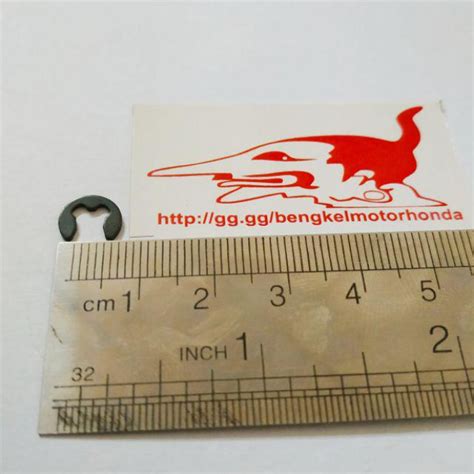 http://gg.gg/bengkelmotorhonda
cm 1 2 3 4 5
INCH 1 2
32